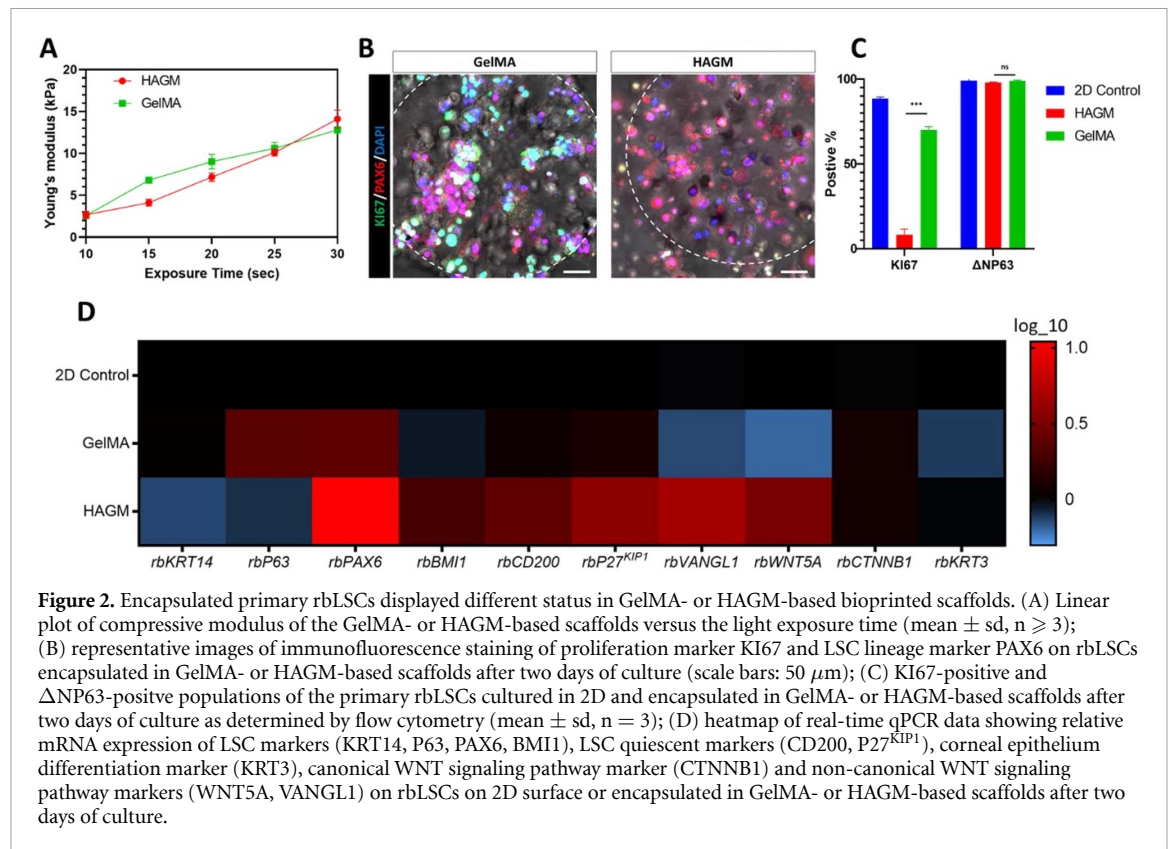 A
Young's modulus (kPa)
20
15
10
5
0
HAGM
GelMA
10 15 20 25 30
Exposure Time (sec)
B
GelMA HAGM
KI67/PAX6/DAPI
C
Postive %
100
50
0
ns
***
2D Control
HAGM
GelMA
KI67 ΔNP63
D
log_10
1.0
0.5
0
2D Control
GelMA
HAGM
rbKRT14 rbP63 rbPAX6 rbBMI1 rbCD200 rbP27KIP1 rbVANGL1 rbWNT5A rbCTNNB1 rbKRT3
Figure 2. Encapsulated primary rbLSCs displayed different status in GelMA- or HAGM-based bioprinted scaffolds. (A) Linear
plot of compressive modulus of the GelMA- or HAGM-based scaffolds versus the light exposure time (mean ± sd, n ⩾ 3);
(B) representative images of immunofluorescence staining of proliferation marker KI67 and LSC lineage marker PAX6 on rbLSCs
encapsulated in GelMA- or HAGM-based scaffolds after two days of culture (scale bars: 50 μm); (C) KI67-positive and
ΔNP63-positve populations of the primary rbLSCs cultured in 2D and encapsulated in GelMA- or HAGM-based scaffolds after
two days of culture as determined by flow cytometry (mean ± sd, n = 3); (D) heatmap of real-time qPCR data showing relative
mRNA expression of LSC markers (KRT14, P63, PAX6, BMI1), LSC quiescent markers (CD200, P27KIP1), corneal epithelium
differentiation marker (KRT3), canonical WNT signaling pathway marker (CTNNB1) and non-canonical WNT signaling
pathway markers (WNT5A, VANGL1) on rbLSCs on 2D surface or encapsulated in GelMA- or HAGM-based scaffolds after two
days of culture.